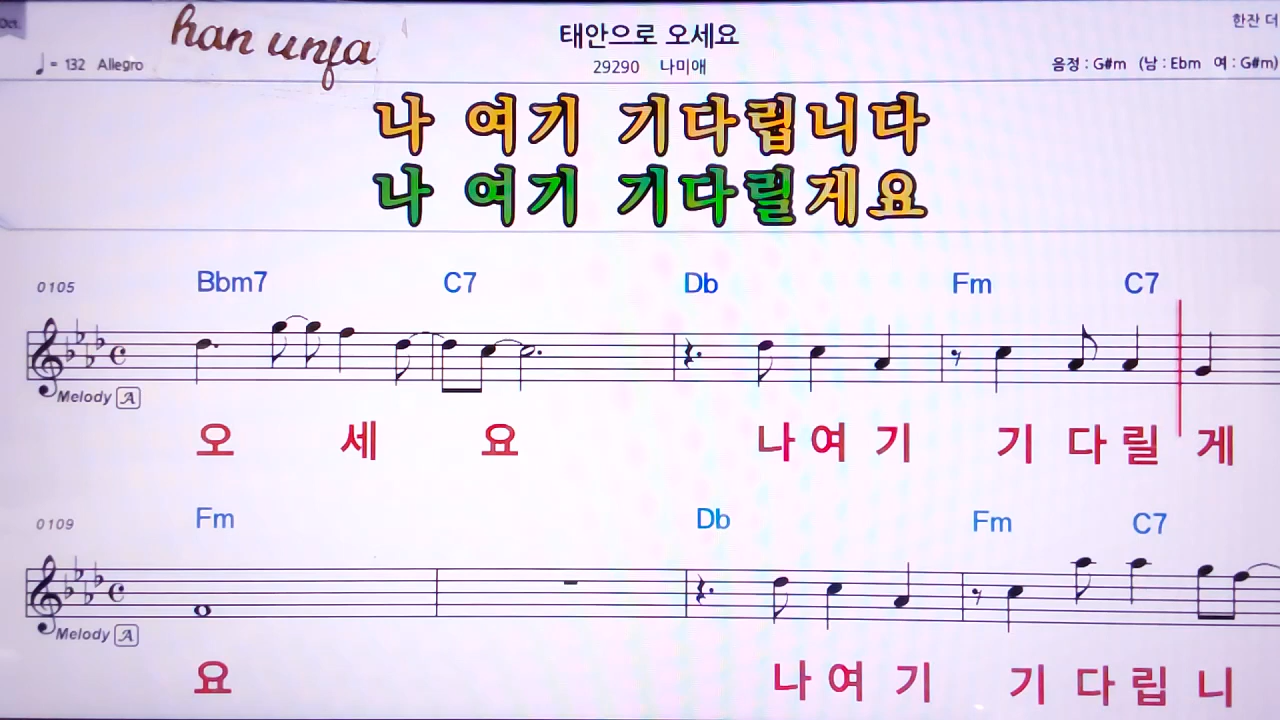 Oct.
han unfa
태안으로 오세요
한잔 더
♩= 132 Allegro
29290 나미애
음정 : G#m (남 : Ebm 여 : G#m)
나 여기 기다립니다
나 여기 기다릴게요
0105 Bbm7 C7 Db Fm C7
Melody A
오 세 요 나 여 기 기 다 릴 게
0109 Fm Db Fm C7
Melody A
요 나 여 기 기 다 립 니